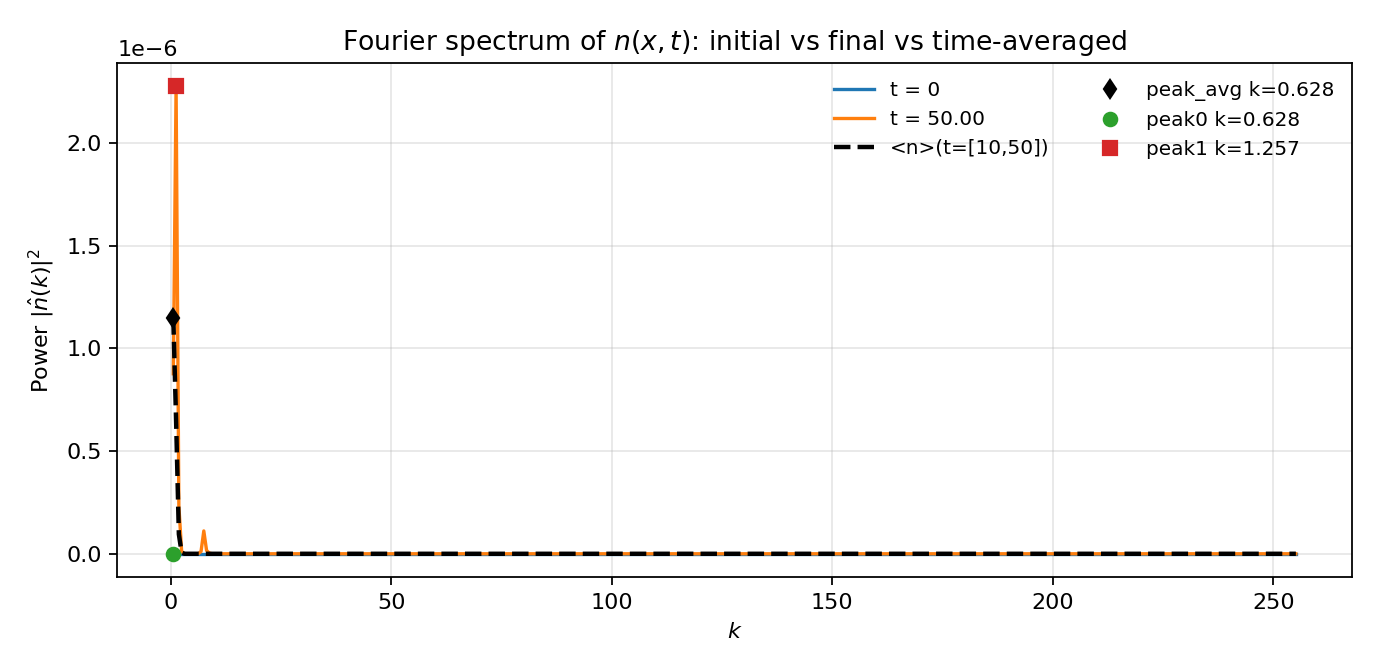 Fourier spectrum of n(x, t): initial vs final vs time-averaged
1e−6
t = 0
t = 50.00
<n>(t=[10,50])
peak_avg k=0.628
peak0 k=0.628
peak1 k=1.257
Power |n̂(k)|²
2.0
1.5
1.0
0.5
0.0
0 50 100 150 200 250
k